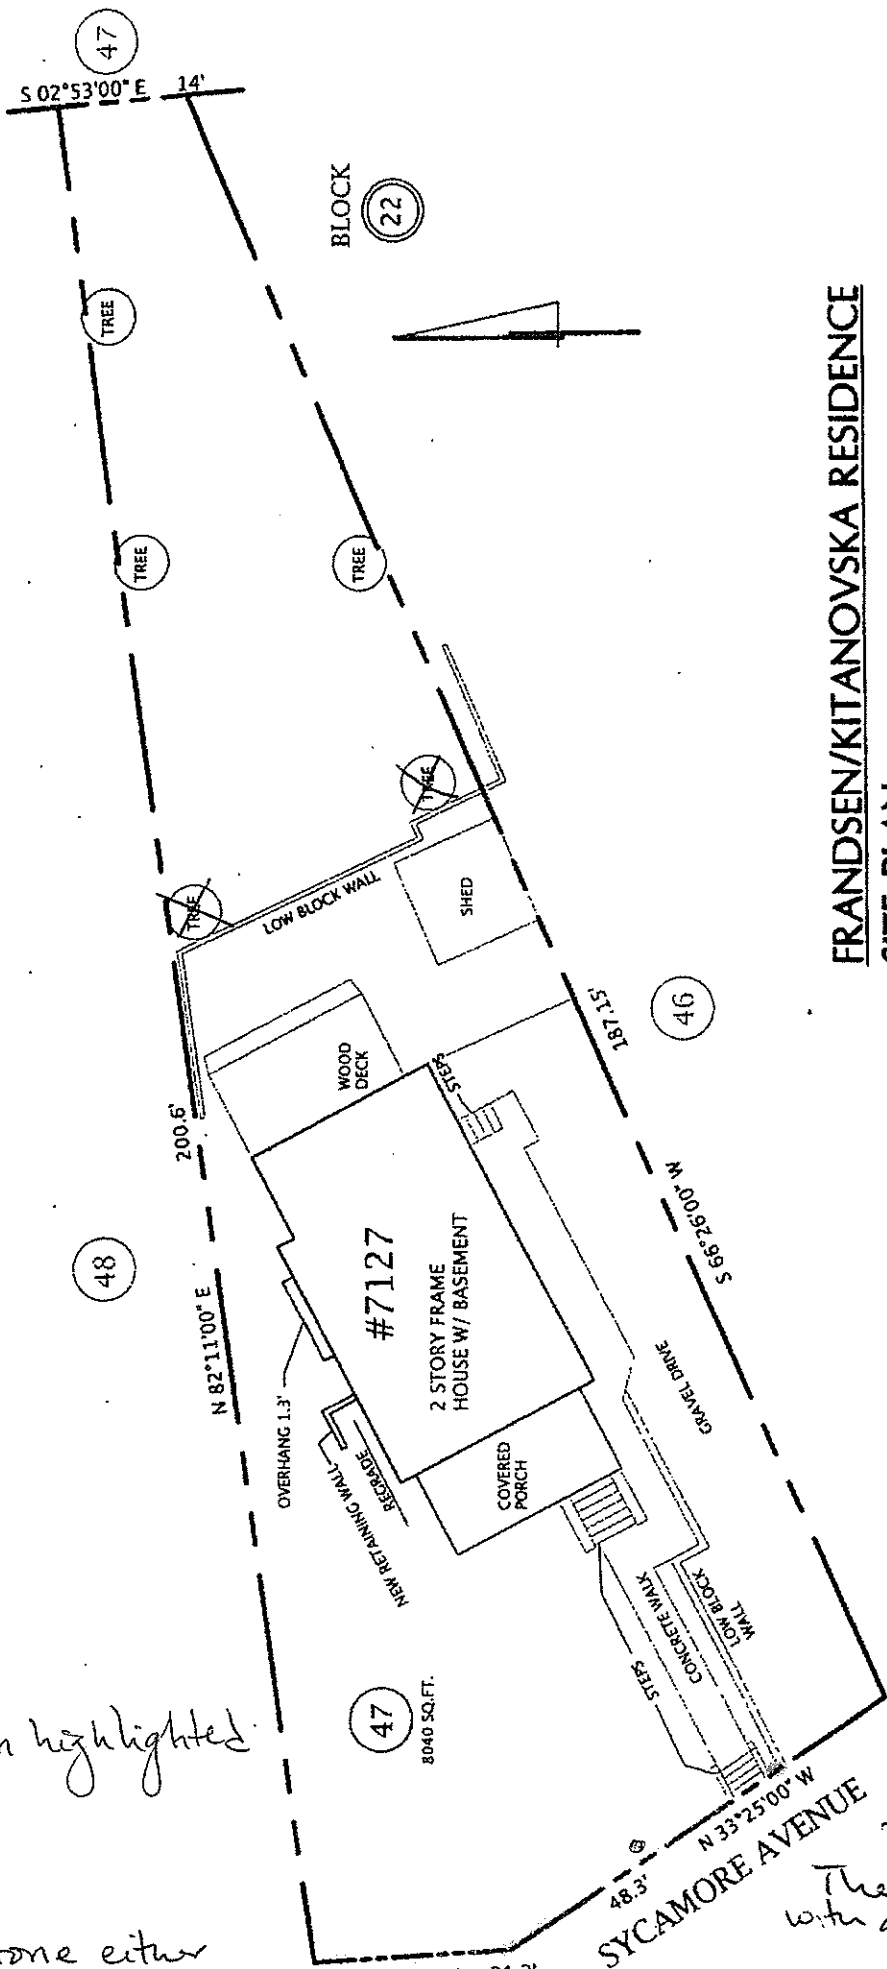 47
S 02°53'00" E
14'
BLOCK
22
TREE
TREE
TREE
TREE
TREE
LOW BLOCK WALL
SHED
WOOD
DECK
STEPS
200.6'
187.15'
46
48
N 82°11'00" E
S 66°26'00" W
OVERHANG 1.3'
#7127
2 STORY FRAME
HOUSE W/ BASEMENT
NEW RETAINING WALL
REGRADE
COVERED
PORCH
GRAVEL DRIVE
47
8040 SQ.FT.
STEPS
CONCRETE WALK
LOW BLOCK
WALL
48.3'
N 33°25'00" W
SYCAMORE AVENUE
FRANDSEN/KITANOVSKA RESIDENCE
SITE PLAN
highlighted
either
The
with